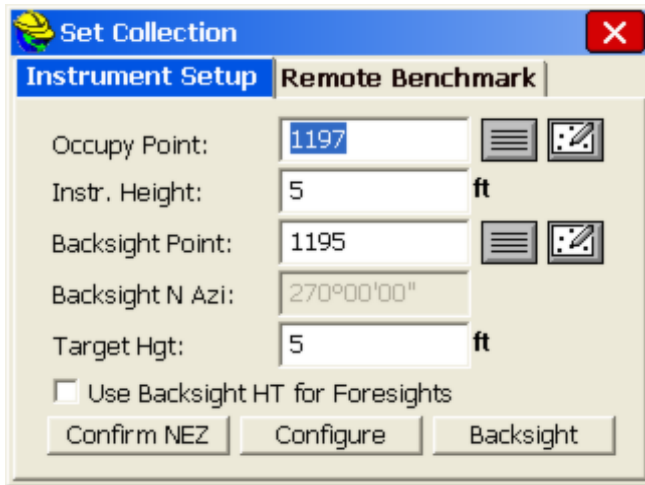 Set Collection
Instrument Setup Remote Benchmark
Occupy Point: 1197
Instr. Height: 5 ft
Backsight Point: 1195
Backsight N Azi: 270°00'00"
Target Hgt: 5 ft
Use Backsight HT for Foresights
Confirm NEZ Configure Backsight